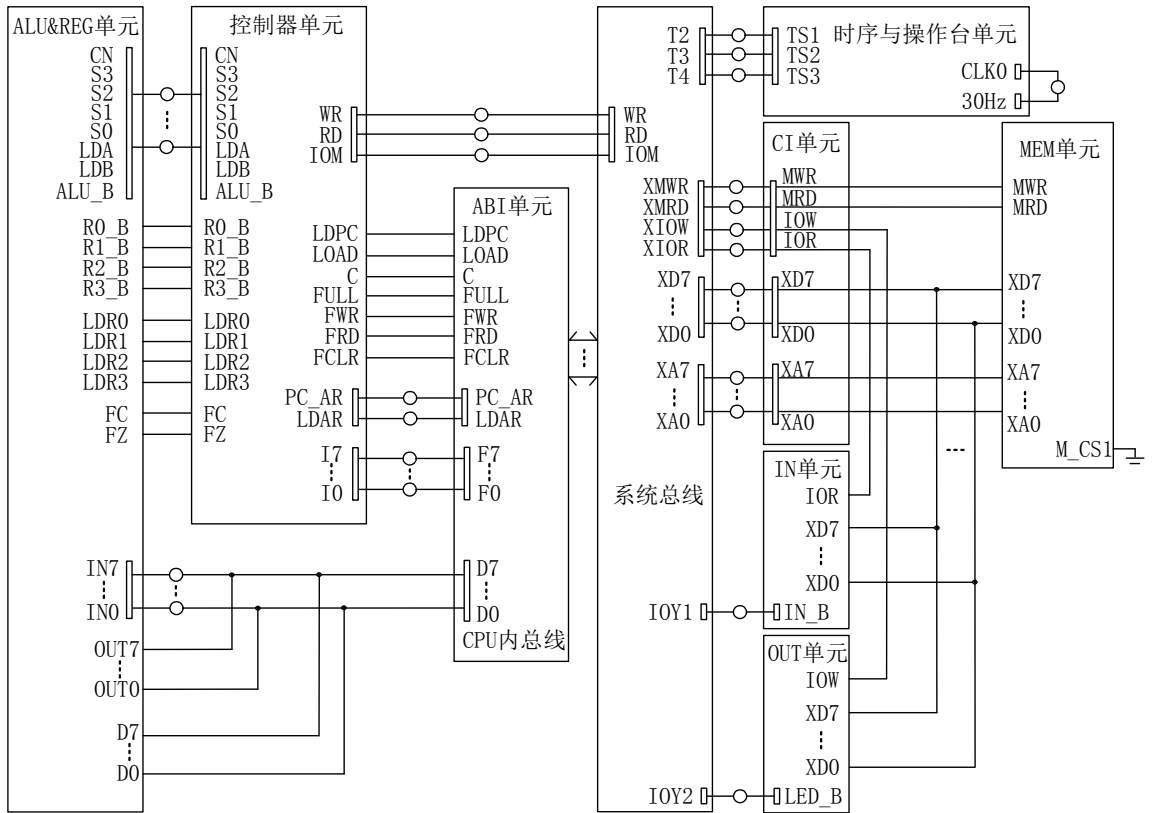 ALU&REG单元
CN
S3
S2
S1
S0
LDA
LDB
ALU_B
R0_B
R1_B
R2_B
R3_B
LDR0
LDR1
LDR2
LDR3
FC
FZ
IN7
IN0
OUT7
OUT0
D7
D0
控制器单元
CN
S3
S2
S1
S0
LDA
LDB
ALU_B
R0_B
R1_B
R2_B
R3_B
LDR0
LDR1
LDR2
LDR3
FC
FZ
WR
RD
IOM
LDPC
LOAD
C
FULL
FWR
FRD
FCLR
PC_AR
LDAR
I7
I0
ABI单元
LDPC
LOAD
C
FULL
FWR
FRD
FCLR
PC_AR
LDAR
F7
F0
D7
D0
CPU内总线
WR
RD
IOM
T2
T3
T4
XMWR
XMRD
XIOW
XIOR
XD7
XD0
XA7
XA0
系统总线
IOY1
IOY2
时序与操作台单元
TS1
TS2
TS3
CLK0
30Hz
CI单元
MWR
MRD
IOW
IOR
XD7
XD0
XA7
XA0
MEM单元
MWR
MRD
XD7
XD0
XA7
XA0
M_CS1
IN单元
IOR
XD7
XD0
IN_B
OUT单元
IOW
XD7
XD0
LED_B